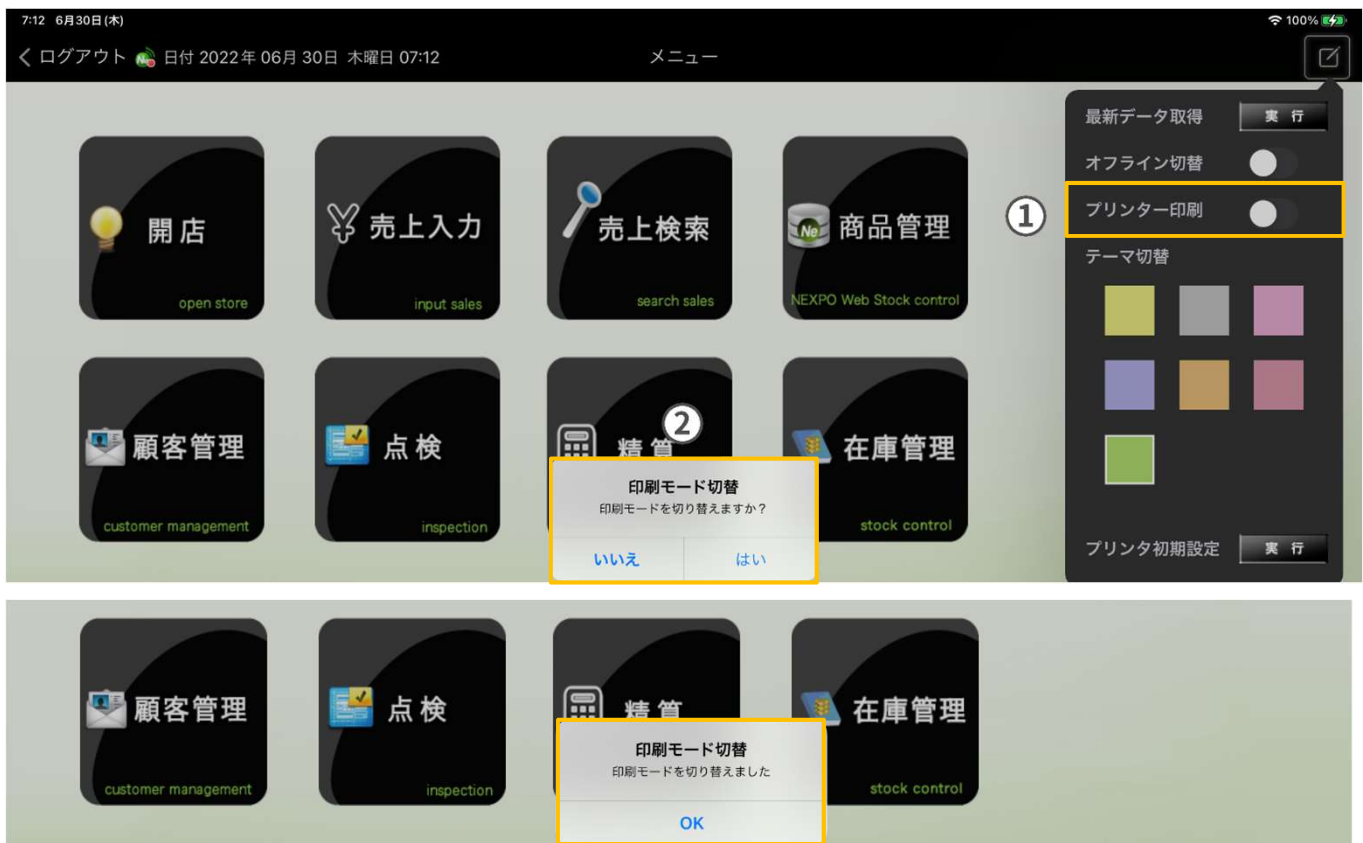 7:12 6月30日(木)
100%
ログアウト 日付 2022年 06月 30日 木曜日 07:12
メニュー
最新データ取得 実 行
オフライン切替
① プリンター印刷
テーマ切替
開店
open store
売上入力
input sales
売上検索
search sales
Ne 商品管理
NEXPO Web Stock control
顧客管理
customer management
点検
inspection
②
精算
在庫管理
stock control
印刷モード切替
印刷モードを切り替えますか？
いいえ はい
プリンタ初期設定 実 行
顧客管理
customer management
点検
inspection
精算
在庫管理
stock control
印刷モード切替
印刷モードを切り替えました
OK